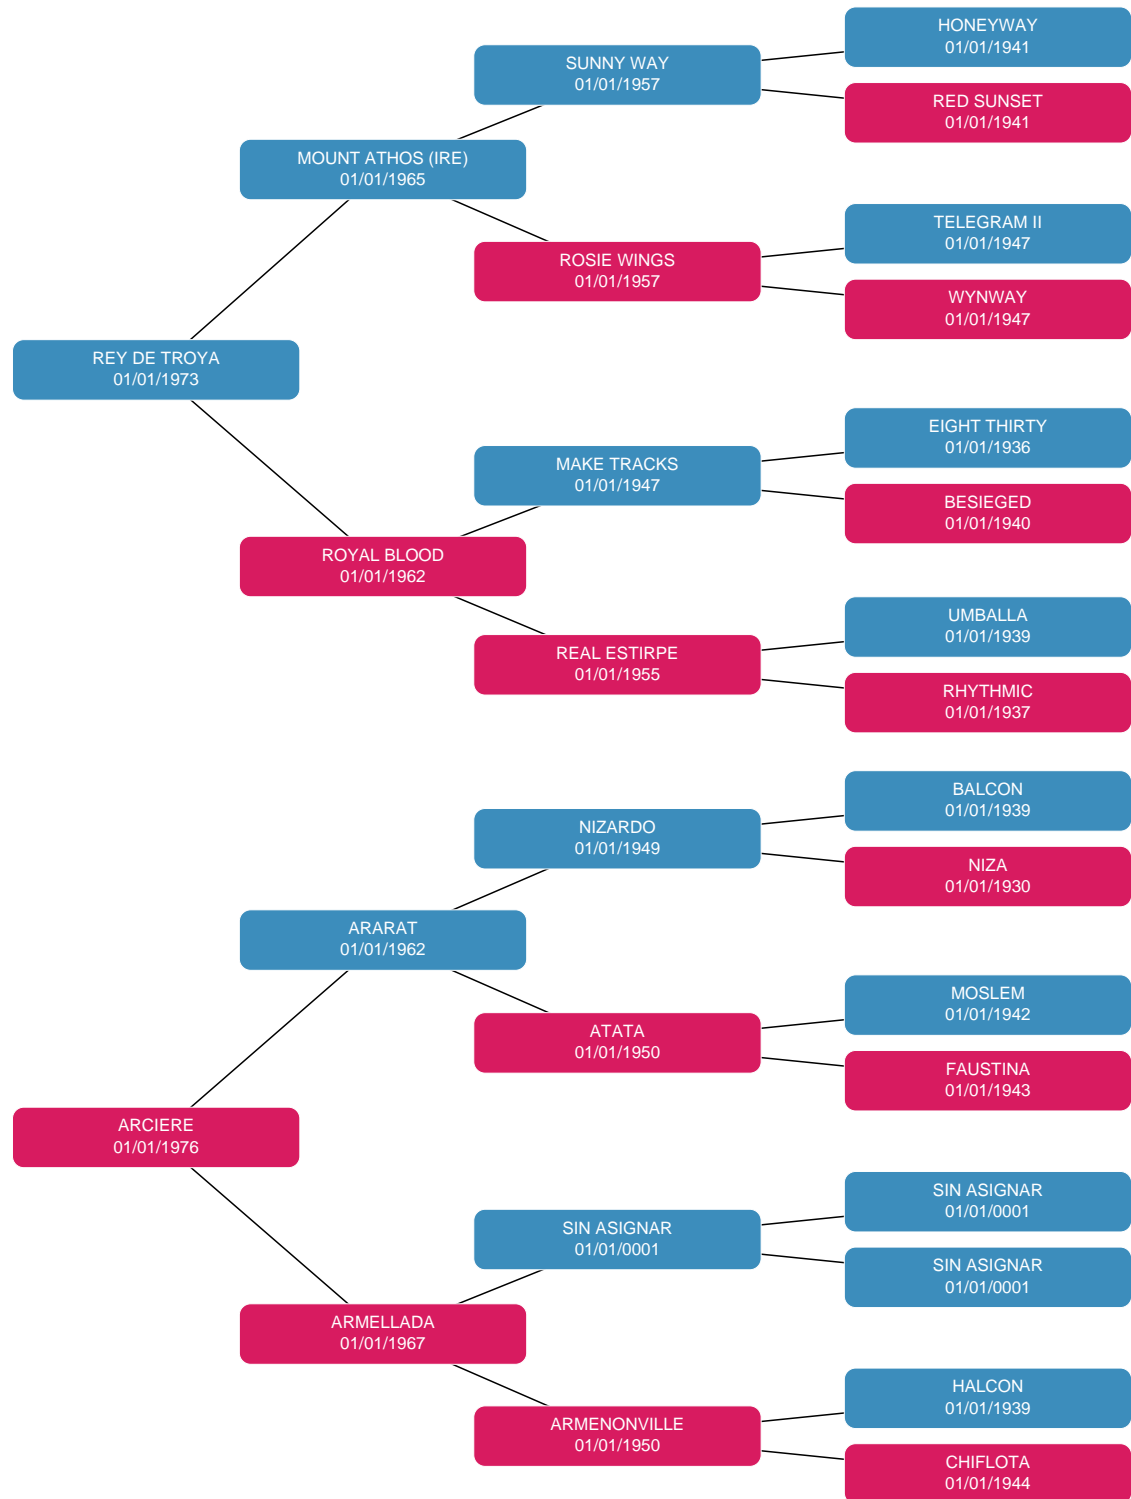 HONEYWAY
01/01/1941
SUNNY WAY
01/01/1957
RED SUNSET
01/01/1941
MOUNT ATHOS (IRE)
01/01/1965
TELEGRAM II
01/01/1947
ROSIE WINGS
01/01/1957
WYNWAY
01/01/1947
REY DE TROYA
01/01/1973
EIGHT THIRTY
01/01/1936
MAKE TRACKS
01/01/1947
BESIEGED
01/01/1940
ROYAL BLOOD
01/01/1962
UMBALLA
01/01/1939
REAL ESTIRPE
01/01/1955
RHYTHMIC
01/01/1937
BALCON
01/01/1939
NIZARDO
01/01/1949
NIZA
01/01/1930
ARARAT
01/01/1962
MOSLEM
01/01/1942
ATATA
01/01/1950
FAUSTINA
01/01/1943
ARCIERE
01/01/1976
SIN ASIGNAR
01/01/0001
SIN ASIGNAR
01/01/0001
SIN ASIGNAR
01/01/0001
ARMELLADA
01/01/1967
HALCON
01/01/1939
ARMENONVILLE
01/01/1950
CHIFLOTA
01/01/1944